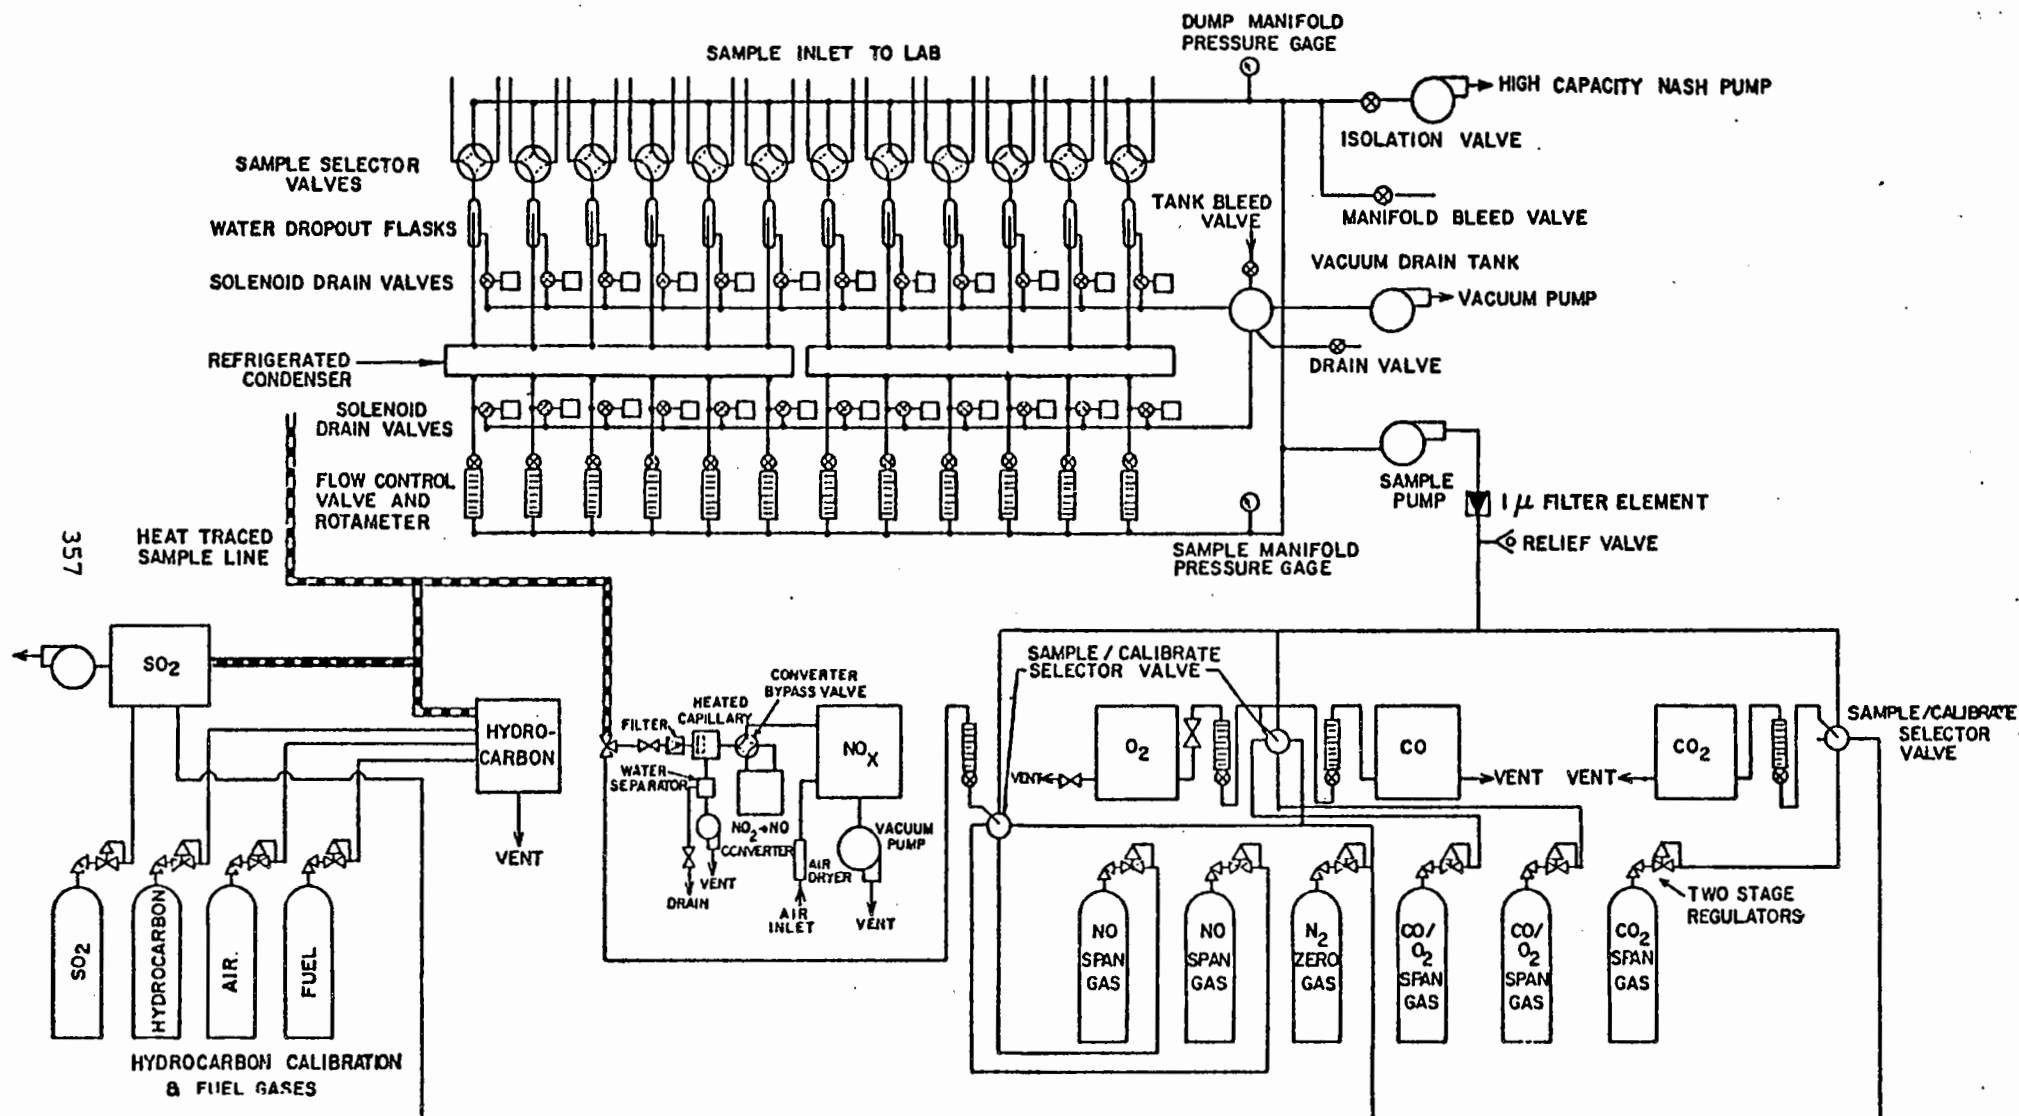 DUMP MANIFOLD
PRESSURE GAGE
SAMPLE INLET TO LAB
HIGH CAPACITY NASH PUMP
ISOLATION VALVE
SAMPLE SELECTOR
VALVES
TANK BLEED
VALVE
MANIFOLD BLEED VALVE
WATER DROPOUT FLASKS
VACUUM DRAIN TANK
SOLENOID DRAIN VALVES
VACUUM PUMP
REFRIGERATED
CONDENSER
DRAIN VALVE
SOLENOID
DRAIN VALVES
FLOW CONTROL
VALVE AND
ROTAMETER
SAMPLE
PUMP
1 μ FILTER ELEMENT
RELIEF VALVE
SAMPLE MANIFOLD
PRESSURE GAGE
357
HEAT TRACED
SAMPLE LINE
SO2
HYDRO-
CARBON
VENT
FILTER
HEATED
CAPILLARY
CONVERTER
BYPASS VALVE
WATER
SEPARATOR
NO2→NO
CONVERTER
VENT
DRAIN
NOX
AIR
DRYER
AIR
INLET
VACUUM
PUMP
VENT
SAMPLE / CALIBRATE
SELECTOR VALVE
VENT
O2
CO
VENT
VENT
CO2
SAMPLE/CALIBRATE
SELECTOR
VALVE
TWO STAGE
REGULATORS
SO2
HYDROCARBON
AIR.
FUEL
HYDROCARBON CALIBRATION
& FUEL GASES
NO
SPAN
GAS
NO
SPAN
GAS
N2
ZERO
GAS
CO/
O2
SPAN
GAS
CO/
O2
SPAN
GAS
CO2
SPAN
GAS